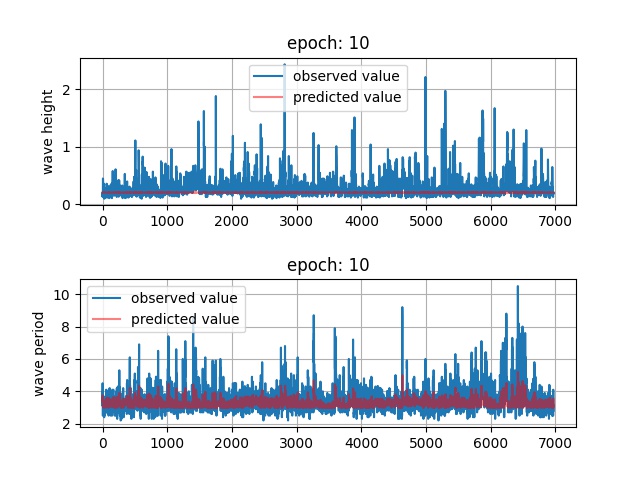 epoch: 10
wave height
observed value
predicted value
2
1
0
0 1000 2000 3000 4000 5000 6000 7000
epoch: 10
wave period
observed value
predicted value
10
8
6
4
2
0 1000 2000 3000 4000 5000 6000 7000